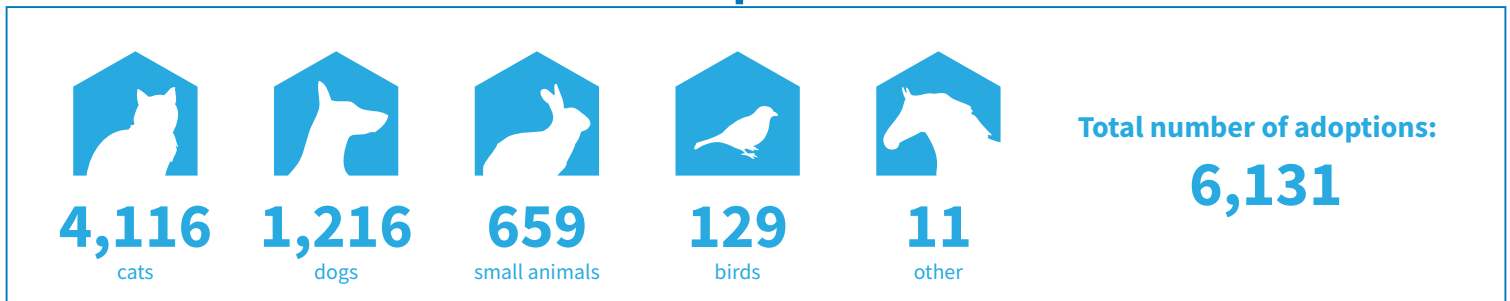 4,116
cats
1,216
dogs
659
small animals
129
birds
11
other
Total number of adoptions:
6,131